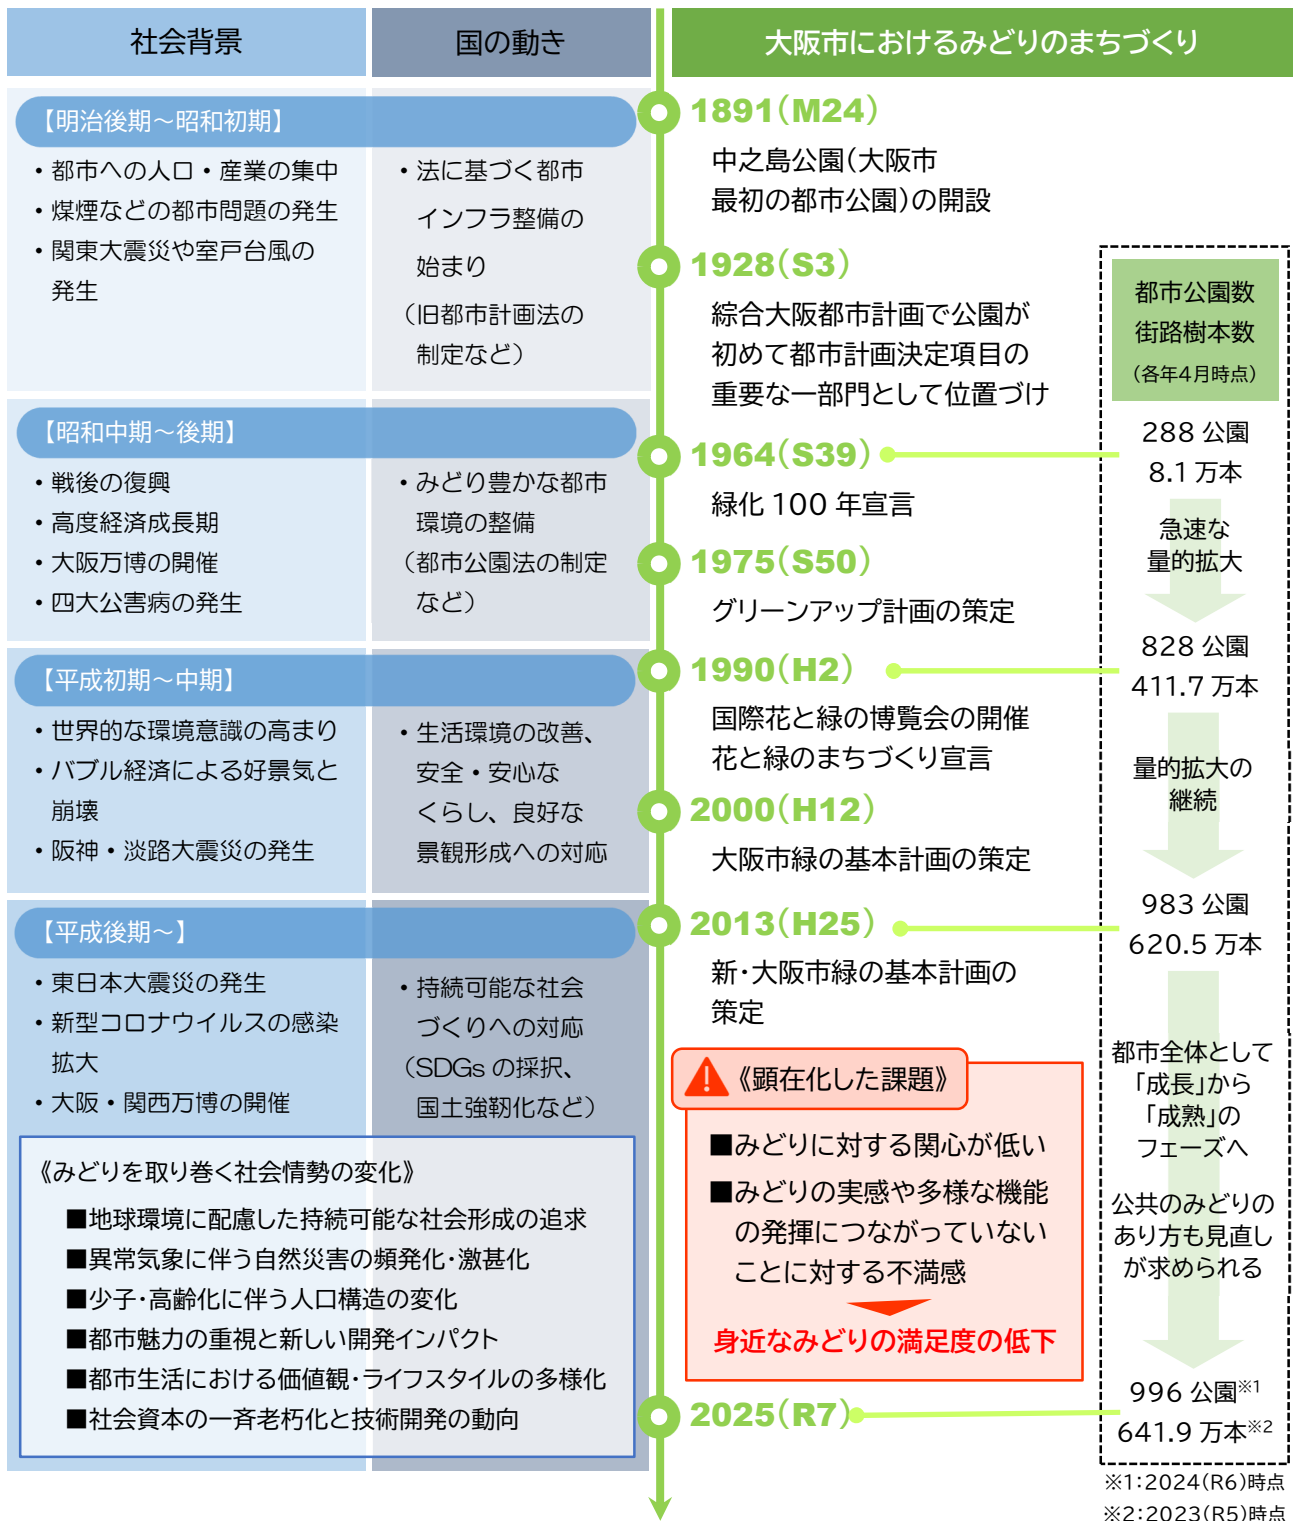 社会背景
国の動き
大阪市におけるみどりのまちづくり
【明治後期～昭和初期】
・都市への人口・産業の集中
・煤煙などの都市問題の発生
・関東大震災や室戸台風の
発生
・法に基づく都市
インフラ整備の
始まり
（旧都市計画法の
制定など）
1891（M24）
中之島公園（大阪市
最初の都市公園）の開設
1928（S3）
綜合大阪都市計画で公園が
初めて都市計画決定項目の
重要な一部門として位置づけ
都市公園数
街路樹本数
（各年4月時点）
【昭和中期～後期】
・戦後の復興
・高度経済成長期
・大阪万博の開催
・四大公害病の発生
・みどり豊かな都市
環境の整備
（都市公園法の制定
など）
1964（S39）
緑化 100 年宣言
288 公園
8.1 万本
急速な
量的拡大
1975（S50）
グリーンアップ計画の策定
【平成初期～中期】
・世界的な環境意識の高まり
・バブル経済による好景気と
崩壊
・阪神・淡路大震災の発生
・生活環境の改善、
安全・安心な
くらし、良好な
景観形成への対応
1990（H2）
国際花と緑の博覧会の開催
花と緑のまちづくり宣言
828 公園
411.7 万本
量的拡大の
継続
2000（H12）
大阪市緑の基本計画の策定
【平成後期～】
・東日本大震災の発生
・新型コロナウイルスの感染
拡大
・大阪・関西万博の開催
・持続可能な社会
づくりへの対応
（SDGs の採択、
国土強靭化など）
2013（H25）
新・大阪市緑の基本計画の
策定
983 公園
620.5 万本
都市全体として
「成長」から
「成熟」の
フェーズへ
公共のみどりの
あり方も見直し
が求められる
《みどりを取り巻く社会情勢の変化》
■地球環境に配慮した持続可能な社会形成の追求
■異常気象に伴う自然災害の頻発化・激甚化
■少子・高齢化に伴う人口構造の変化
■都市魅力の重視と新しい開発インパクト
■都市生活における価値観・ライフスタイルの多様化
■社会資本の一斉老朽化と技術開発の動向
《顕在化した課題》
■みどりに対する関心が低い
■みどりの実感や多様な機能
の発揮につながっていない
ことに対する不満感
身近なみどりの満足度の低下
2025（R7）
996 公園※1
641.9 万本※2
※1：2024（R6）時点
※2：2023（R5）時点